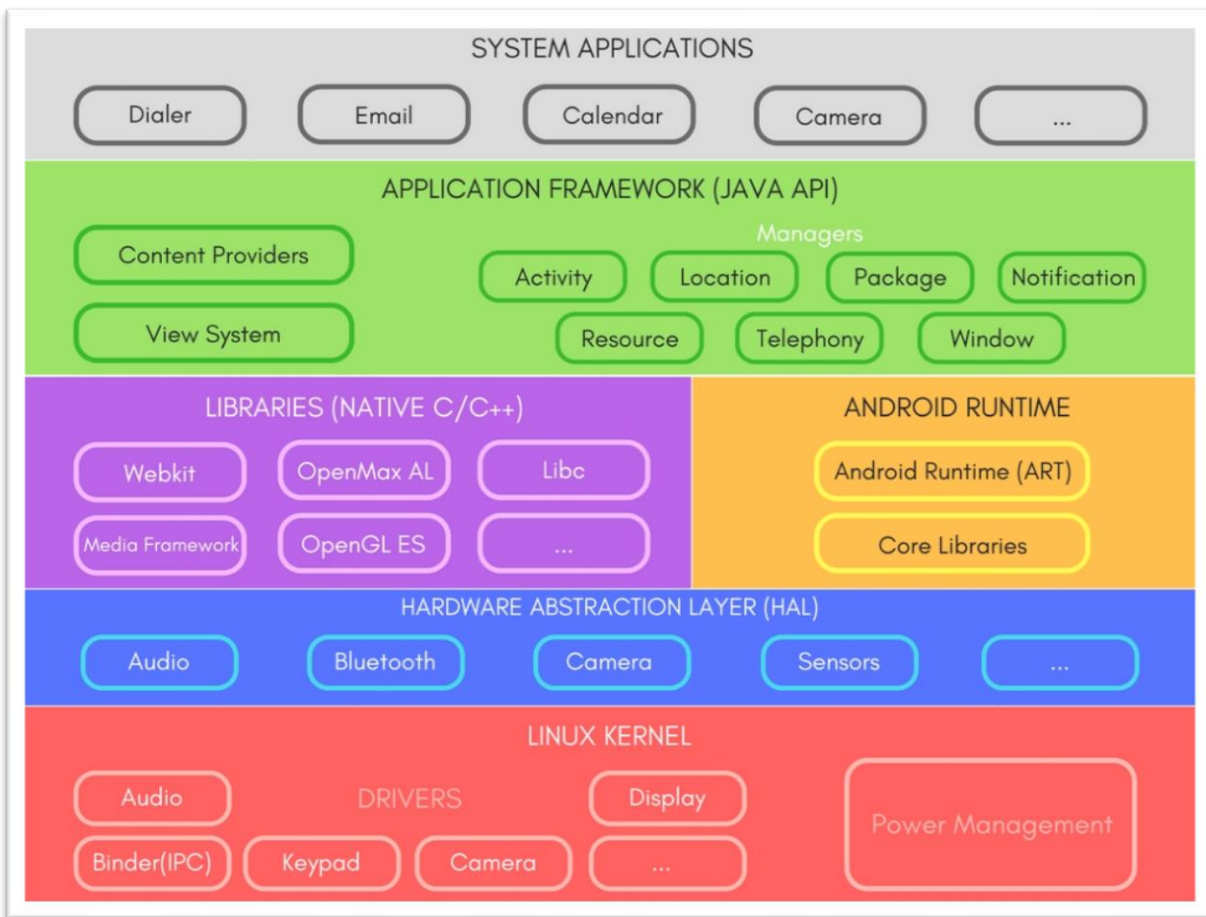 SYSTEM APPLICATIONS
Dialer
Email
Calendar
Camera
...
APPLICATION FRAMEWORK (JAVA API)
Content Providers
View System
Managers
Activity
Location
Package
Notification
Resource
Telephony
Window
LIBRARIES (NATIVE C/C++)
Webkit
OpenMax AL
Libc
Media Framework
OpenGL ES
...
ANDROID RUNTIME
Android Runtime (ART)
Core Libraries
HARDWARE ABSTRACTION LAYER (HAL)
Audio
Bluetooth
Camera
Sensors
...
LINUX KERNEL
Audio
DRIVERS
Display
Binder(IPC)
Keypad
Camera
...
Power Management